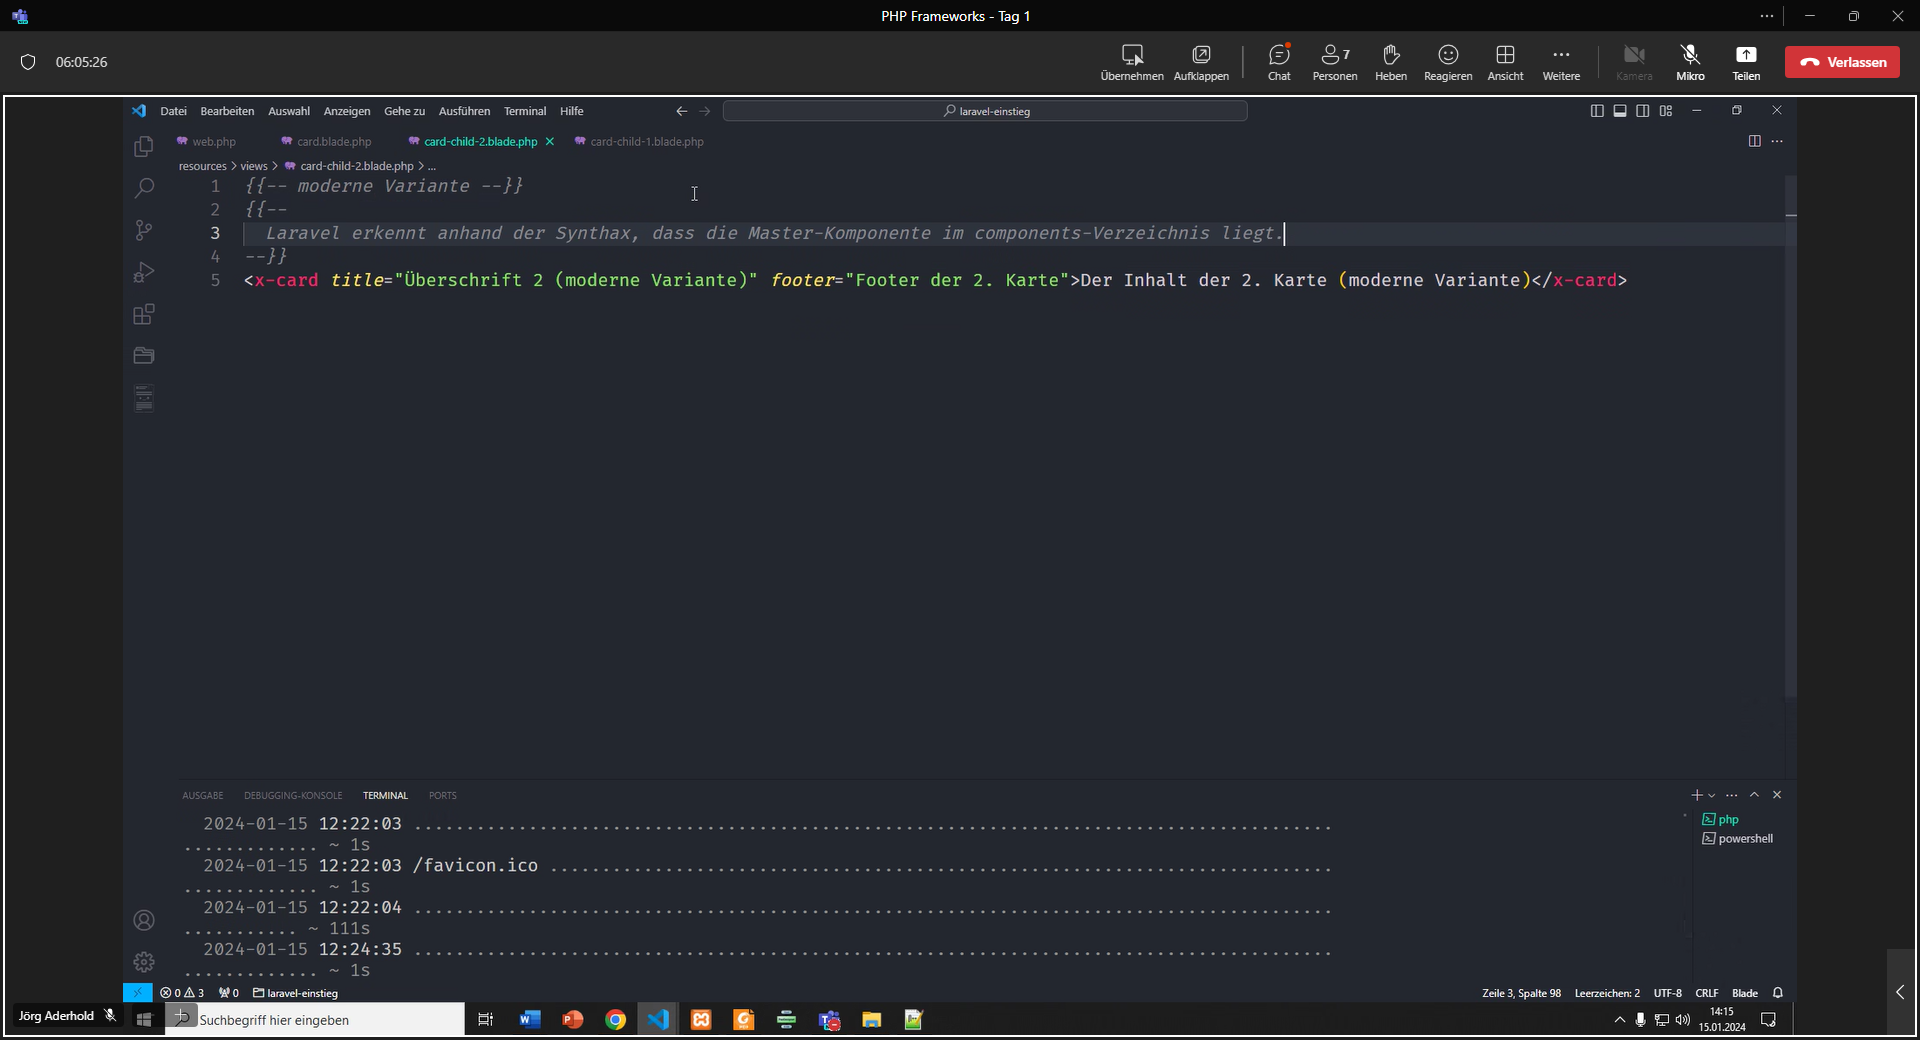 PHP Frameworks - Tag 1
06:05:26
Übernehmen
Aufklappen
Chat
7
Personen
Heben
Reagieren
Ansicht
Weitere
Kamera
Mikro
Teilen
Verlassen
Datei Bearbeiten Auswahl Anzeigen Gehe zu Ausführen Terminal Hilfe
laravel-einstieg
web.php card.blade.php card-child-2.blade.php card-child-1.blade.php
resources > views > card-child-2.blade.php > ...
1 {{-- moderne Variante --}}
2 {{--
3 Laravel erkennt anhand der Synthax, dass die Master-Komponente im components-Verzeichnis liegt.
4 --}}
5 <x-card title="Überschrift 2 (moderne Variante)" footer="Footer der 2. Karte">Der Inhalt der 2. Karte (moderne Variante)</x-card>
AUSGABE DEBUGGING-KONSOLE TERMINAL PORTS
2024-01-15 12:22:03 ......................................................................................
............. ~ 1s
2024-01-15 12:22:03 /favicon.ico .........................................................................
............. ~ 1s
2024-01-15 12:22:04 ......................................................................................
........... ~ 111s
2024-01-15 12:24:35 ......................................................................................
............. ~ 1s
php
powershell
0 3 0 laravel-einstieg
Zeile 3, Spalte 98 Leerzeichen: 2 UTF-8 CRLF Blade
Jörg Aderhold
Suchbegriff hier eingeben
14:15
15.01.2024